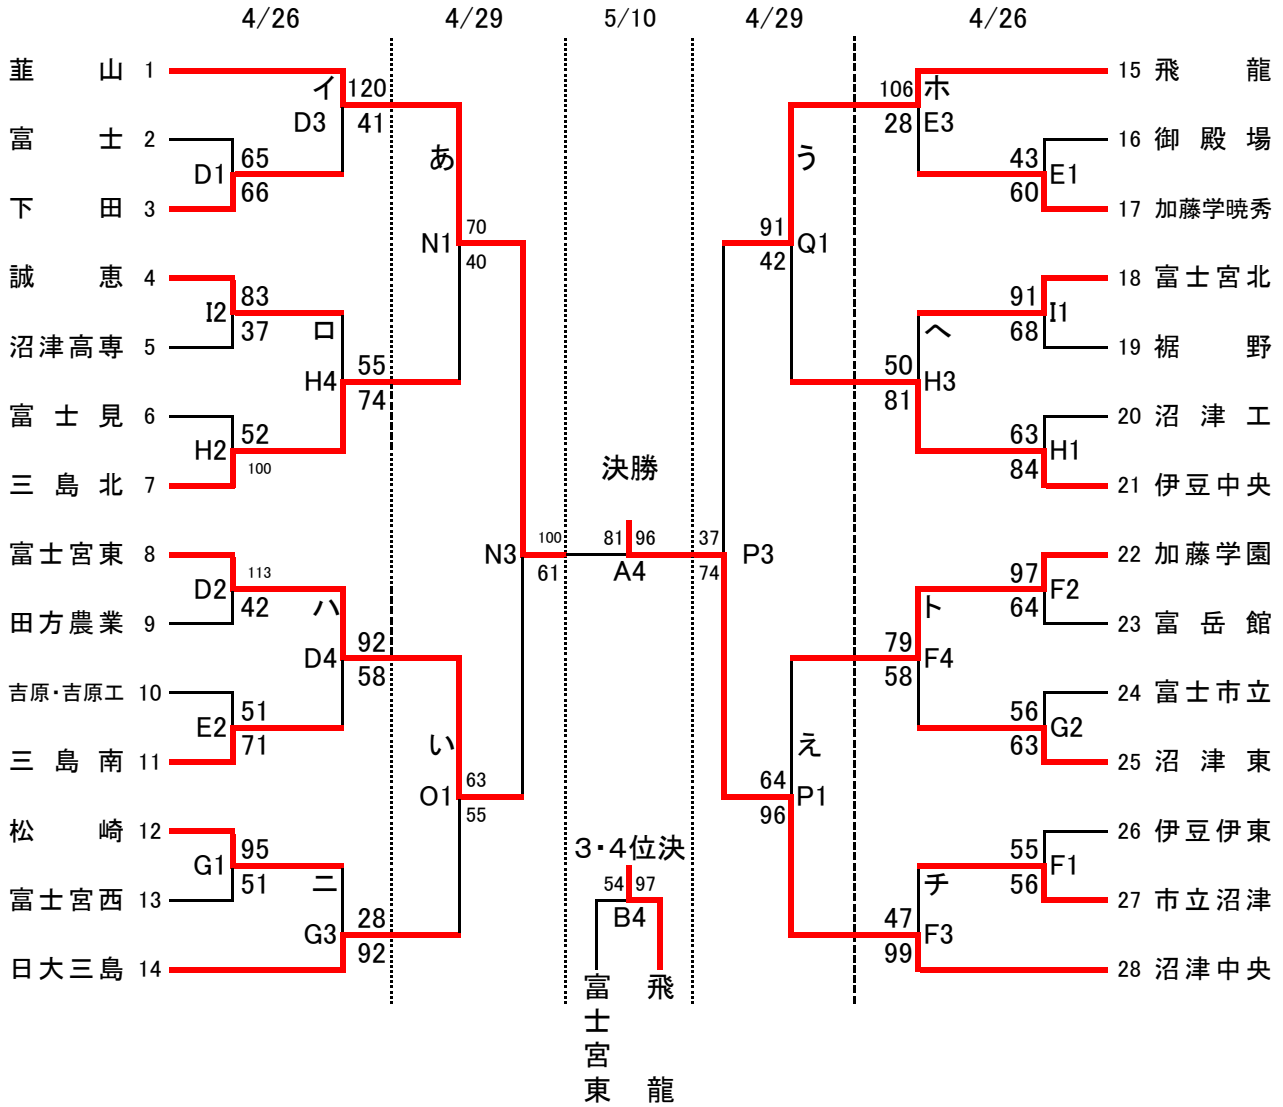 4/26 4/29 5/10 4/29 4/26
韮山 1
富士 2
下田 3
誠恵 4
沼津高専 5
富士見 6
三島北 7
富士宮東 8
田方農業 9
吉原・吉原工 10
三島南 11
松崎 12
富士宮西 13
日大三島 14
イ 120
D3 41
D1 65
66
I2 83
37
ロ
H4 55
74
H2 52
100
D2 113
42
ハ
D4 92
58
E2 51
71
G1 95
51
ニ
G3 28
92
あ
N1 70
40
い
O1 63
55
N3 100
61
決勝
81 96
A4
3・4位決
54 97
B4
富士宮東
飛龍
37 P3
74
う
91 Q1
42
え
64 P1
96
106 ホ
28 E3
43 E1
60
91 I1
68
ヘ
50 H3
81
63 H1
84
97 F2
64
ト
79 F4
58
56 G2
63
55 F1
56
チ
47 F3
99
15 飛龍
16 御殿場
17 加藤学暁秀
18 富士宮北
19 裾野
20 沼津工
21 伊豆中央
22 加藤学園
23 富岳館
24 富士市立
25 沼津東
26 伊豆伊東
27 市立沼津
28 沼津中央